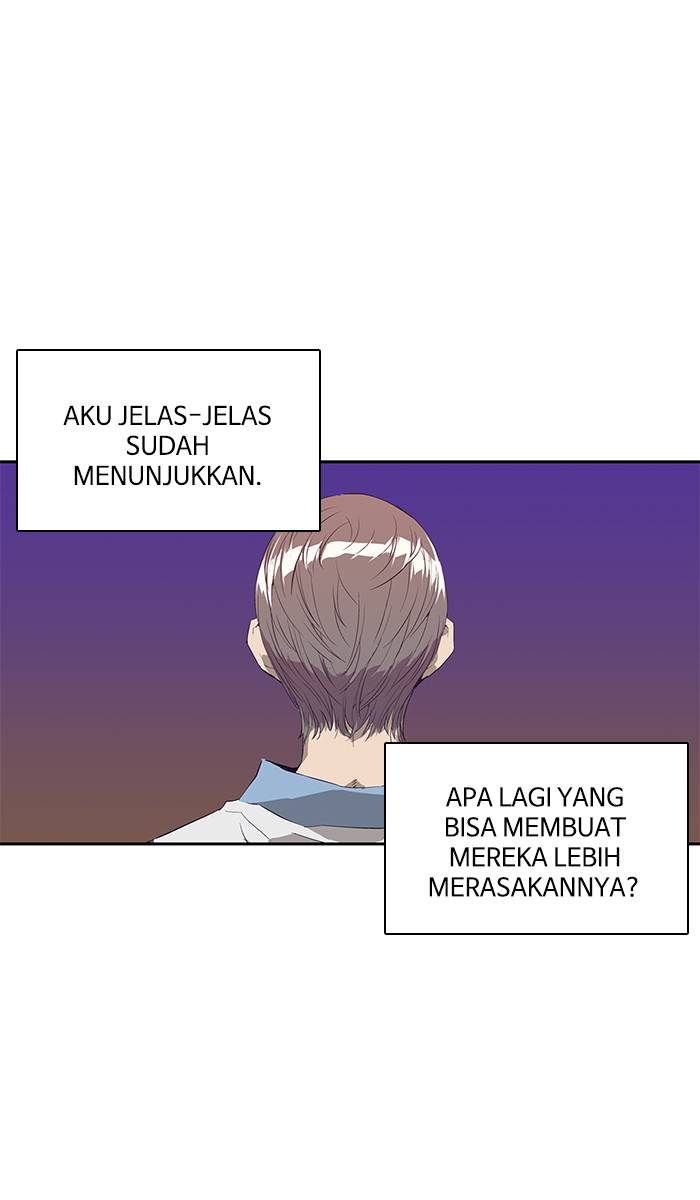 AKU JELAS-JELAS
SUDAH
MENUNJUKKAN.
APA LAGI YANG
BISA MEMBUAT
MEREKA LEBIH
MERASAKANNYA?